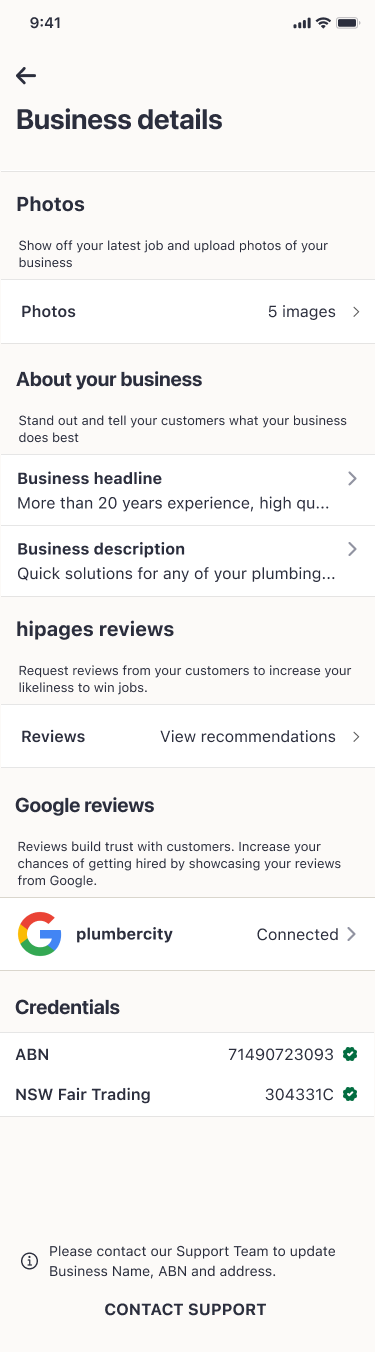 9:41
Business details
Photos
Show off your latest job and upload photos of your
business
Photos 5 images
About your business
Stand out and tell your customers what your business
does best
Business headline
More than 20 years experience, high qu...
Business description
Quick solutions for any of your plumbing...
hipages reviews
Request reviews from your customers to increase your
likeliness to win jobs.
Reviews View recommendations
Google reviews
Reviews build trust with customers. Increase your
chances of getting hired by showcasing your reviews
from Google.
plumbercity Connected
Credentials
ABN 71490723093
NSW Fair Trading 304331C
Please contact our Support Team to update
Business Name, ABN and address.
CONTACT SUPPORT